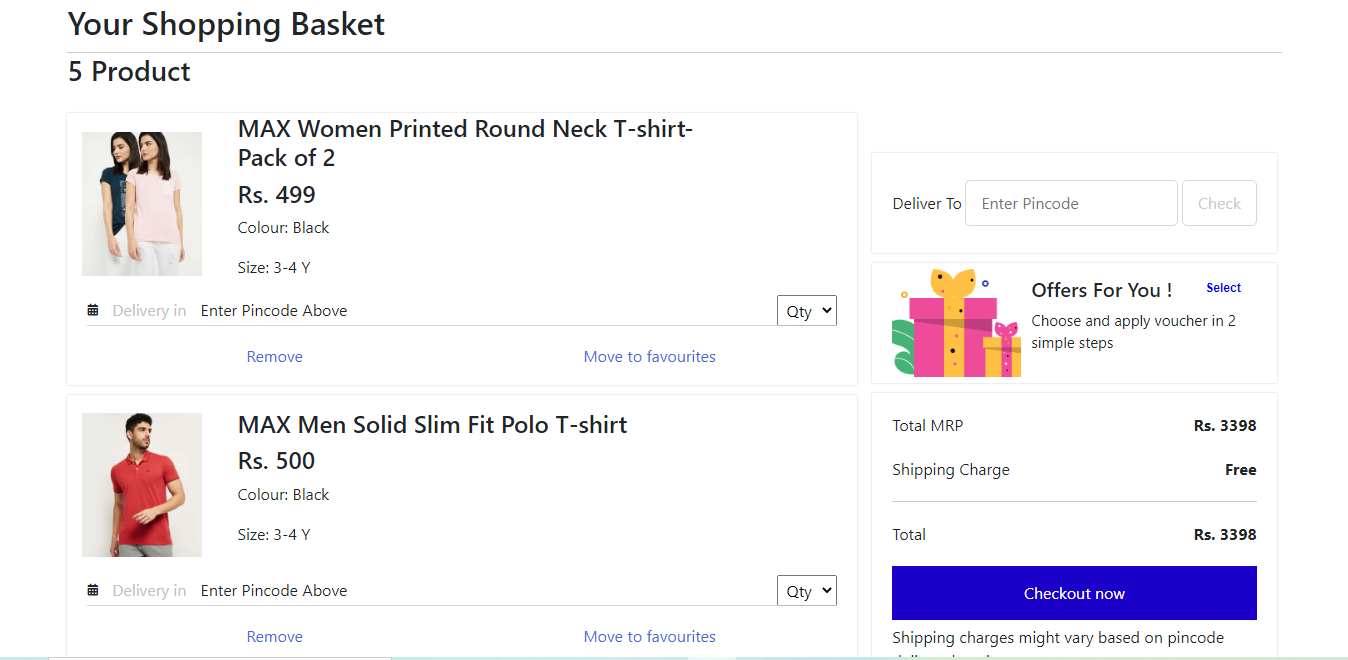 Your Shopping Basket
5 Product
MAX Women Printed Round Neck T-shirt-
Pack of 2
Rs. 499
Colour: Black
Size: 3-4 Y
Delivery in Enter Pincode Above Qty
Remove Move to favourites
MAX Men Solid Slim Fit Polo T-shirt
Rs. 500
Colour: Black
Size: 3-4 Y
Delivery in Enter Pincode Above Qty
Remove Move to favourites
Deliver To Enter Pincode Check
Offers For You ! Select
Choose and apply voucher in 2
simple steps
Total MRP Rs. 3398
Shipping Charge Free
Total Rs. 3398
Checkout now
Shipping charges might vary based on pincode